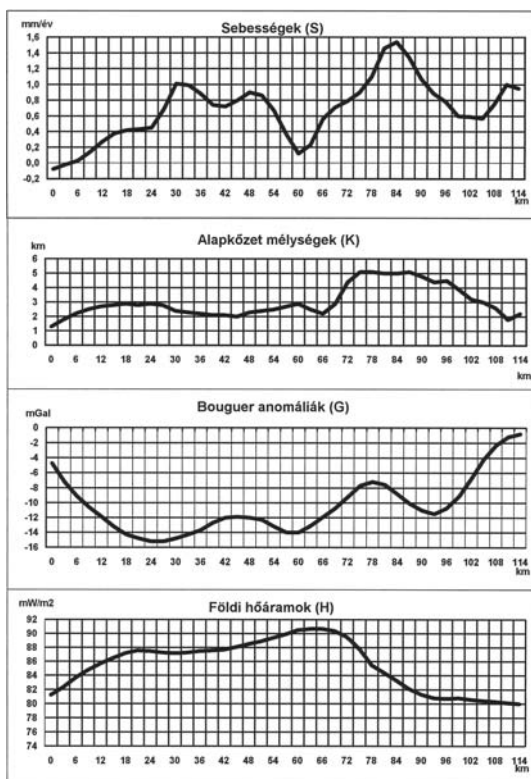 mm/év
Sebességek (S)
1,6
1,4
1,2
1,0
0,8
0,6
0,4
0,2
0,0
-0,2
0 6 12 18 24 30 36 42 48 54 60 66 72 78 84 90 96 102 108 114
km
Alapkőzet mélységek (K)
km
6
5
4
3
2
1
0
0 6 12 18 24 30 36 42 48 54 60 66 72 78 84 90 96 102 108 114
km
Bouguer anomáliák (G)
mGal
0
-2
-4
-6
-8
-10
-12
-14
-16
0 6 12 18 24 30 36 42 48 54 60 66 72 78 84 90 96 102 108 114
km
mW/m2
Földi hőáramok (H)
92
90
88
86
84
82
80
78
76
74
0 6 12 18 24 30 36 42 48 54 60 66 72 78 84 90 96 102 108 114
km